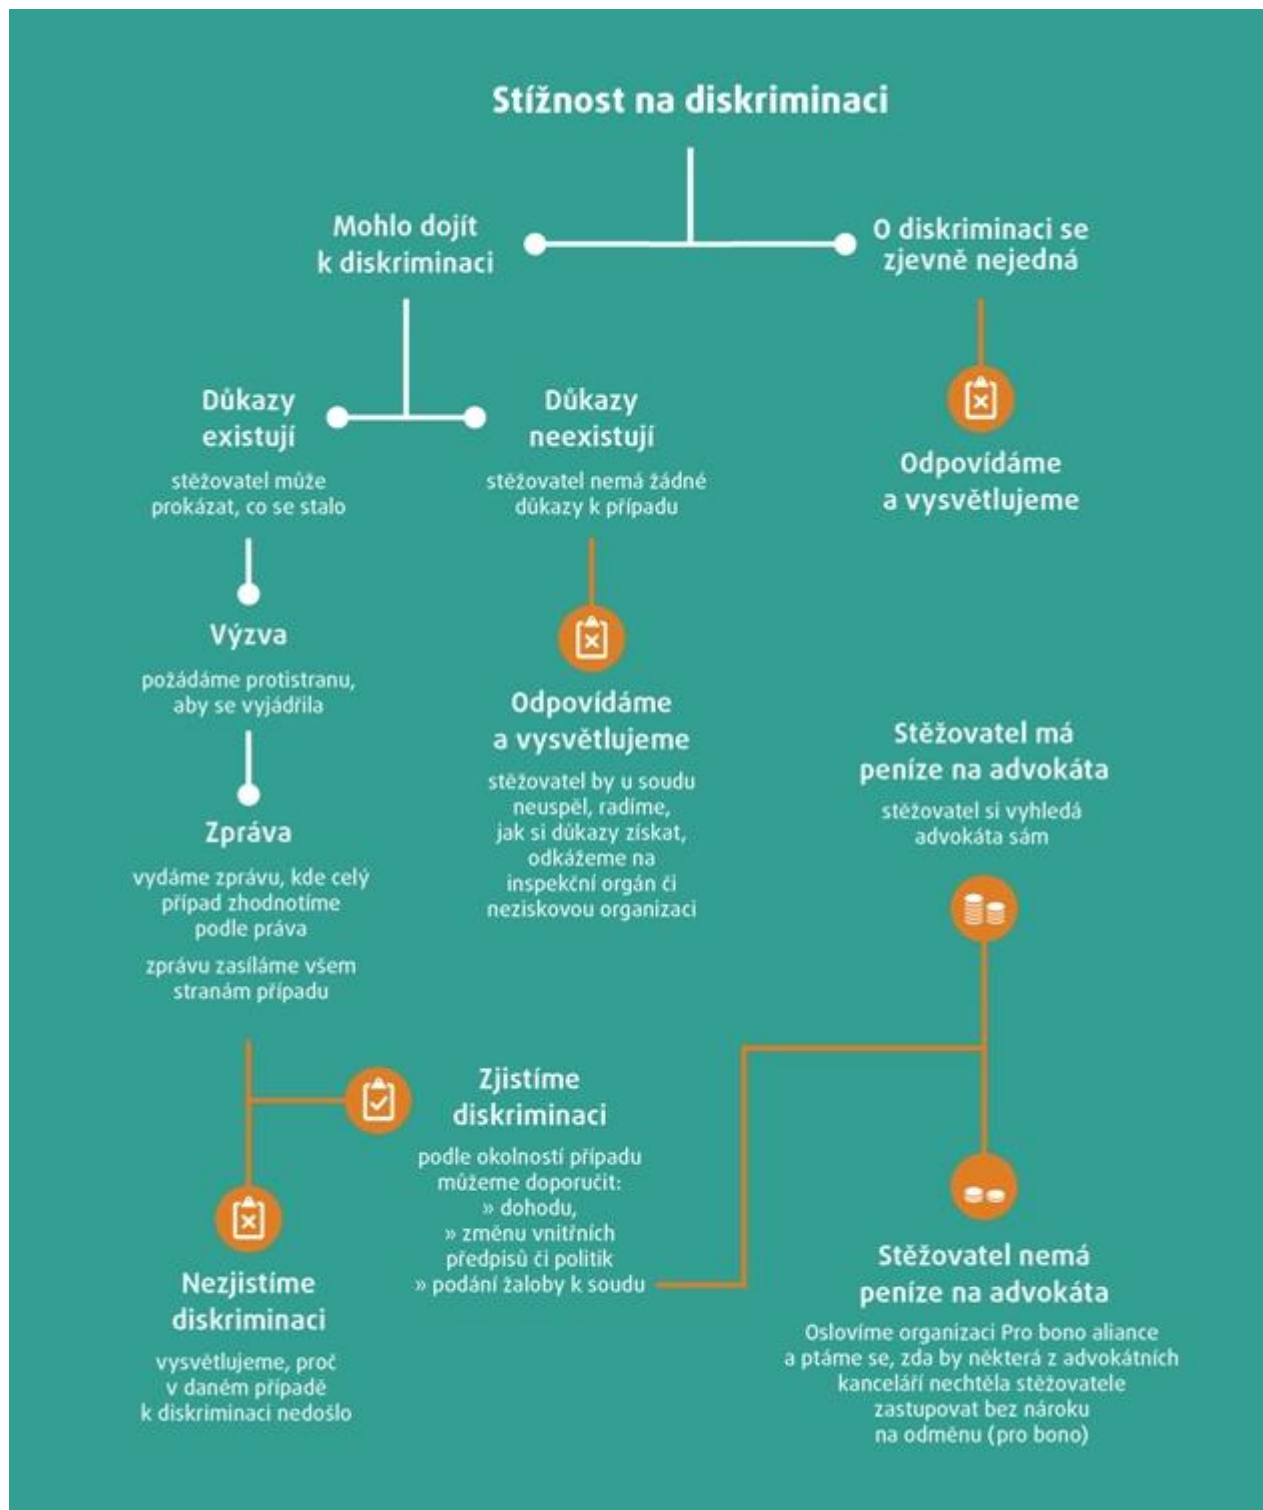 Stížnost na diskriminaci
Mohlo dojít
k diskriminaci
O diskriminaci se
zjevně nejedná
Důkazy
existují
stěžovatel může
prokázat, co se stalo
Důkazy
neexistují
stěžovatel nemá žádné
důkazy k případu
Odpovídáme
a vysvětlujeme
Výzva
požádáme protistranu,
aby se vyjádřila
Odpovídáme
a vysvětlujeme
stěžovatel by u soudu
neuspěl, radíme,
jak si důkazy získat,
odkážeme na
inspekční orgán či
neziskovou organizaci
Zpráva
vydáme zprávu, kde celý
případ zhodnotíme
podle práva
zprávu zasíláme všem
stranám případu
Zjistíme
diskriminaci
podle okolností případu
můžeme doporučit:
» dohodu,
» změnu vnitřních
předpisů či politik
» podání žaloby k soudu
Nezjistíme
diskriminaci
vysvětlujeme, proč
v daném případě
k diskriminaci nedošlo
Stěžovatel má
peníze na advokáta
stěžovatel si vyhledá
advokáta sám
Stěžovatel nemá
peníze na advokáta
Oslovíme organizaci Pro bono aliance
a ptáme se, zda by některá z advokátních
kanceláří nechtěla stěžovatele
zastupovat bez nároku
na odměnu (pro bono)